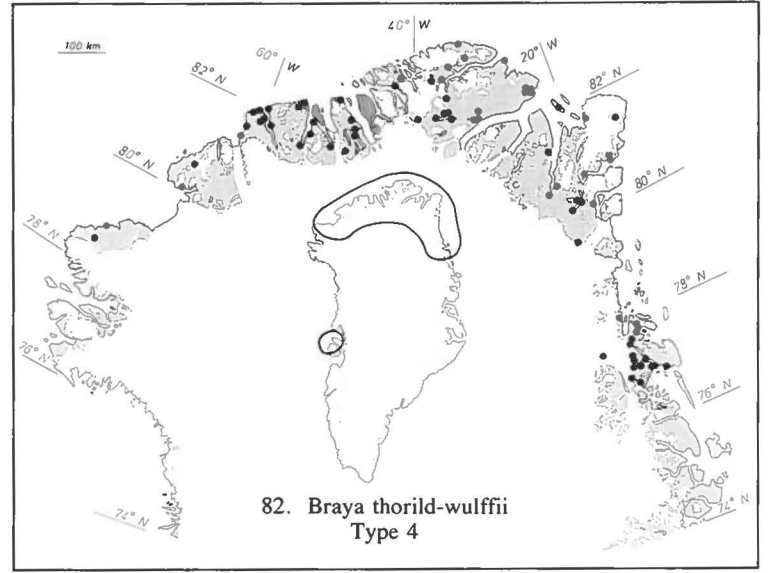 40° W
100 km
60° W
20° W
82° N
82° N
80° N
80° N
78° N
78° N
76° N
76° N
74° N
74° N
82. Braya thorild-wulffii
Type 4